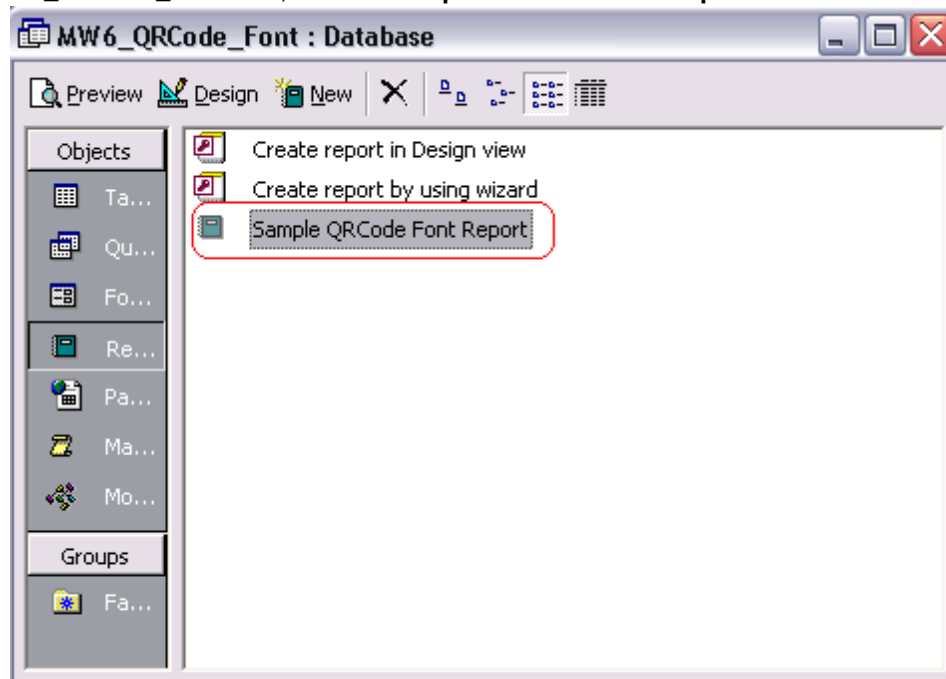 MW6_QRCode_Font : Database
Preview Design New
Objects
Create report in Design view
Ta...
Create report by using wizard
Sample QRCode Font Report
Qu...
Fo...
Re...
Pa...
Ma...
Mo...
Groups
Fa...